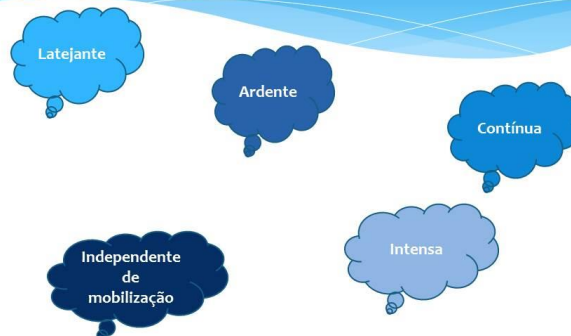 Latejante
Ardente
Contínua
Intensa
Independente
de
mobilização